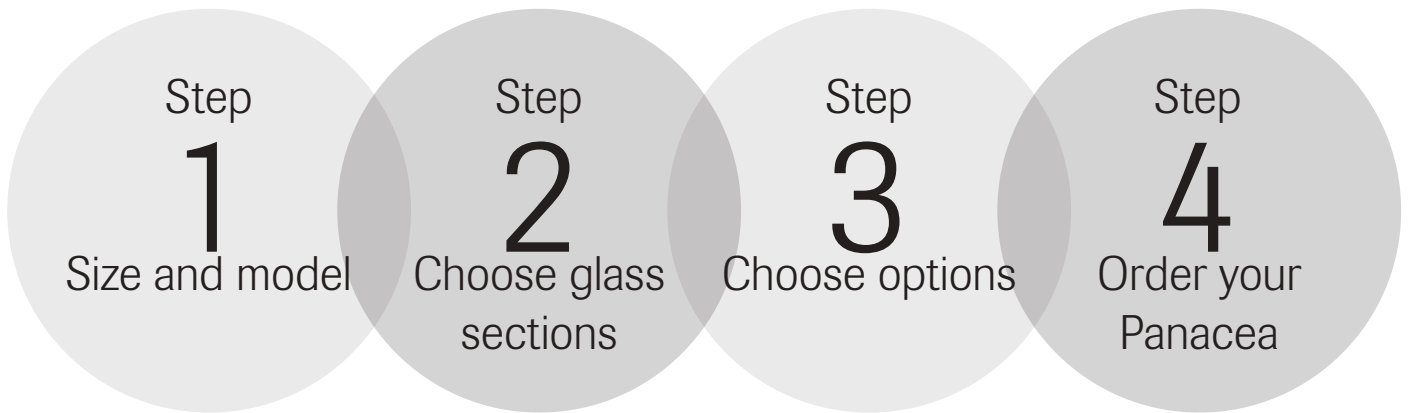 Step
1
Size and model
Step
2
Choose glass
sections
Step
3
Choose options
Step
4
Order your
Panacea